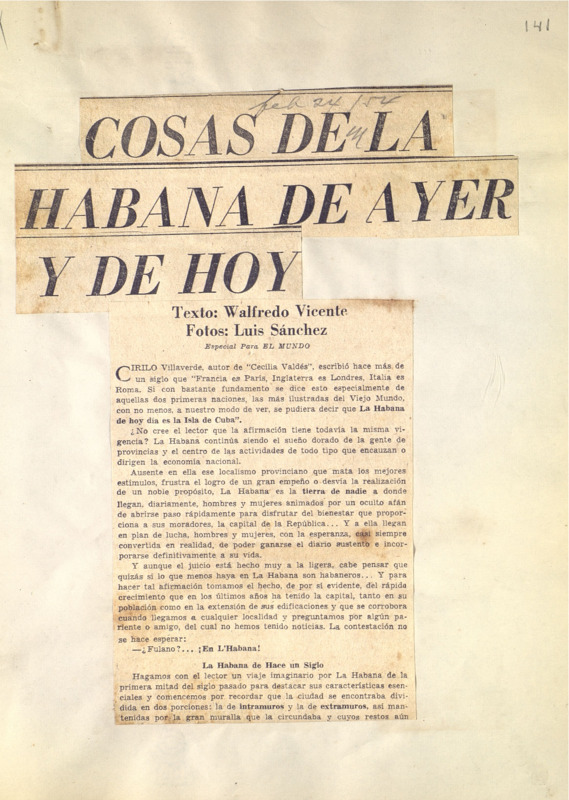 141
feb 24/54
M
COSAS DE LA
HABANA DE AYER
Y DE HOY
Texto: Walfredo Vicente
Fotos: Luis Sánchez
Especial Para EL MUNDO
CIRILO Villaverde, autor de "Cecilia Valdés", escribió hace más de
un siglo que "Francia es París, Inglaterra es Londres, Italia es
Roma. Si con bastante fundamento se dice esto especialmente de
aquellas dos primeras naciones, las más ilustradas del Viejo Mundo,
con no menos, a nuestro modo de ver, se pudiera decir que La Habana
de hoy día es la Isla de Cuba".
¿No cree el lector que la afirmación tiene todavía la misma vi-
gencia? La Habana continúa siendo el sueño dorado de la gente de
provincias y el centro de las actividades de todo tipo que encauzan o
dirigen la economía nacional.
Ausente en ella ese localismo provinciano que mata los mejores
estímulos, frustra el logro de un gran empeño o desvía la realización
de un noble propósito, La Habana es la tierra de nadie a donde
llegan, diariamente, hombres y mujeres animados por un oculto afán
de abrirse paso rápidamente para disfrutar del bienestar que propor-
ciona a sus moradores, la capital de la República... Y a ella llegan
en plan de lucha, hombres y mujeres, con la esperanza, casi siempre
convertida en realidad, de poder ganarse el diario sustento e incor-
porarse definitivamente a su vida.
Y aunque el juicio está hecho muy a la ligera, cabe pensar que
quizás si lo que menos haya en La Habana son habaneros... Y para
hacer tal afirmación tomamos el hecho, de por sí evidente, del rápido
crecimiento que en los últimos años ha tenido la capital, tanto en su
población como en la extensión de sus edificaciones y que se corrobora
cuando llegamos a cualquier localidad y preguntamos por algún pa-
riente o amigo, del cual no hemos tenido noticias. La contestación no
se hace esperar:
—¿Fulano?... ¡En L'Habana!
La Habana de Hace un Siglo
Hagamos con el lector un viaje imaginario por La Habana de la
primera mitad del siglo pasado para destacar sus características esen-
ciales y comencemos por recordar que la ciudad se encontraba divi-
dida en dos porciones: la de intramuros y la de extramuros, así man-
tenidas por la gran muralla que la circundaba y cuyos restos aún